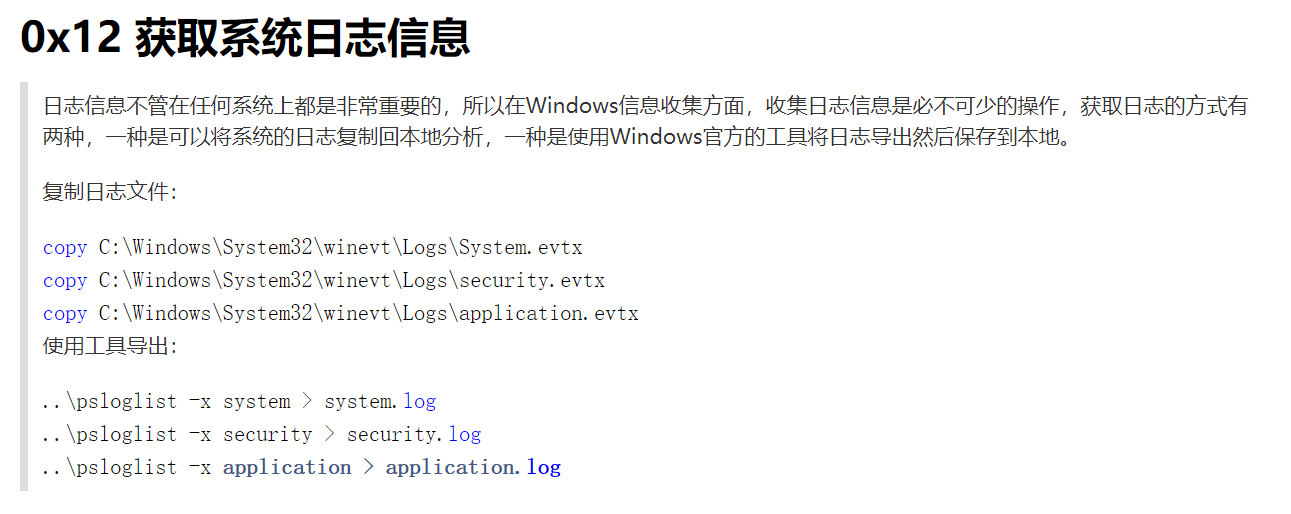 0x12 获取系统日志信息
日志信息不管在任何系统上都是非常重要的，所以在Windows信息收集方面，收集日志信息是必不可少的操作，获取日志的方式有
两种，一种是可以将系统的日志复制回本地分析，一种是使用Windows官方的工具将日志导出然后保存到本地。
复制日志文件：
copy C:\Windows\System32\winevt\Logs\System.evtx
copy C:\Windows\System32\winevt\Logs\security.evtx
copy C:\Windows\System32\winevt\Logs\application.evtx
使用工具导出：
..\psloglist -x system > system.log
..\psloglist -x security > security.log
..\psloglist -x application > application.log